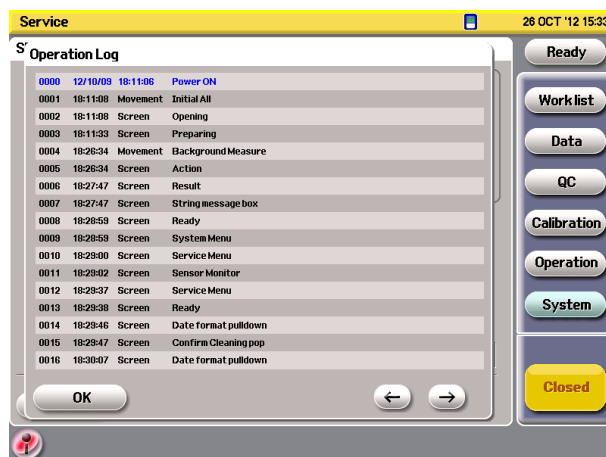 Service
26 OCT '12 15:33
Operation Log
Ready
0000 12/10/09 18:11:06 Power ON
0001 18:11:08 Movement Initial All
0002 18:11:08 Screen Opening
0003 18:11:33 Screen Preparing
0004 18:26:34 Movement Background Measure
0005 18:26:34 Screen Action
0006 18:27:47 Screen Result
0007 18:27:47 Screen String message box
0008 18:28:59 Screen Ready
0009 18:28:59 Screen System Menu
0010 18:29:00 Screen Service Menu
0011 18:29:02 Screen Sensor Monitor
0012 18:29:37 Screen Service Menu
0013 18:29:38 Screen Ready
0014 18:29:46 Screen Date format pulldown
0015 18:29:47 Screen Confirm Cleaning pop
0016 18:30:07 Screen Date format pulldown
OK
Worklist
Data
QC
Calibration
Operation
System
Closed